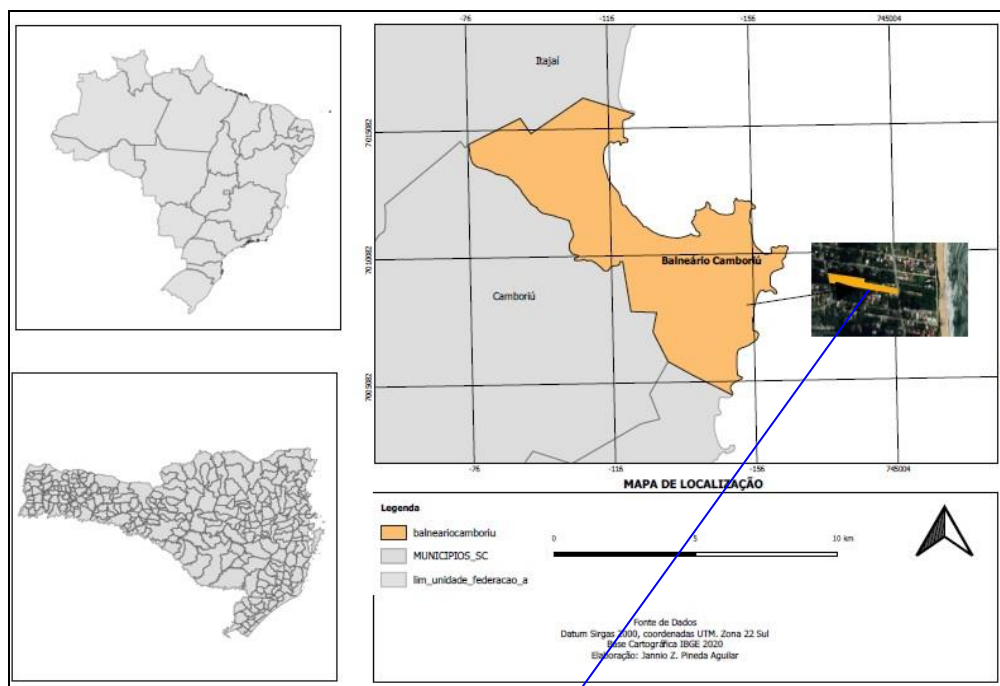 -76 -116 -156 745004
Itajaí
7015082
7010082
Balneário Camboriú
Camboriú
7005082
-76 -116 -156 745004
MAPA DE LOCALIZAÇÃO
Legenda
balneariocamboriu
MUNICIPIOS_SC
lim_unidade_federacao_a
0 5 10 km
Fonte de Dados
Datum Sirgas 2000, coordenadas UTM. Zona 22 Sul
Base Cartográfica IBGE 2020
Elaboração: Jannio Z. Pineda Aguilar